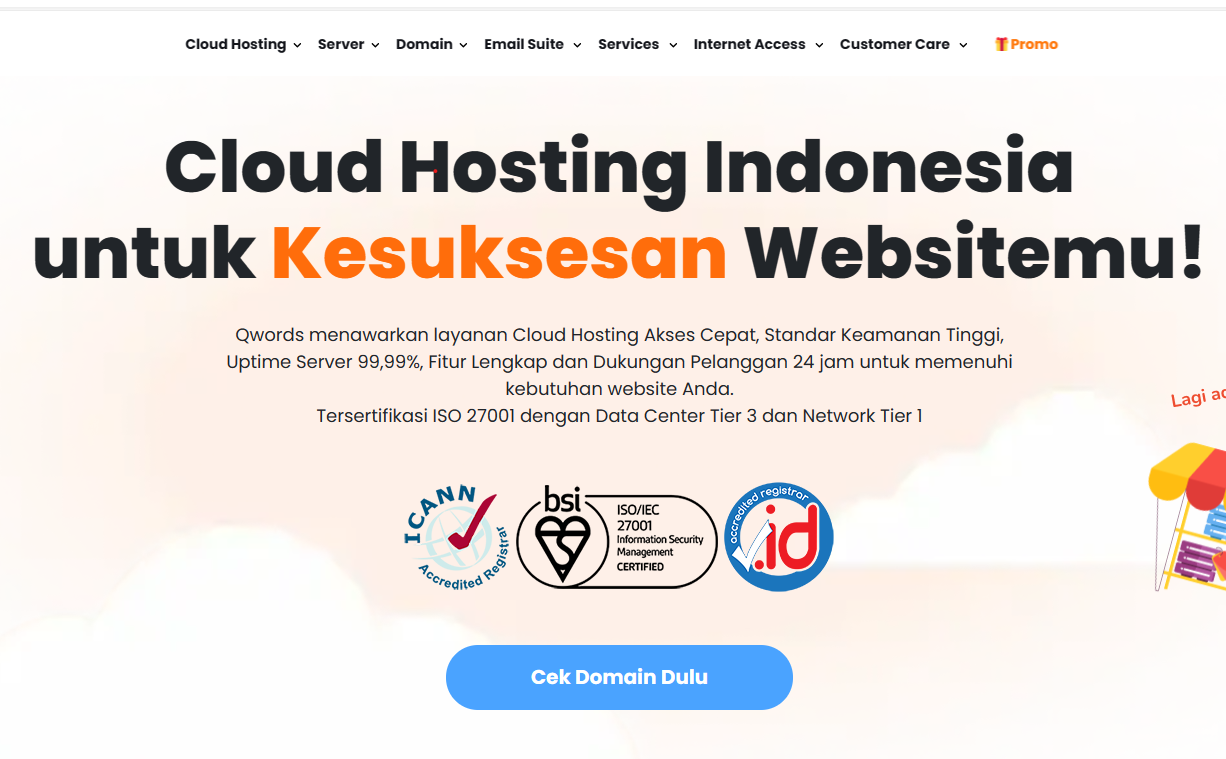 Cloud Hosting Server Domain Email Suite Services Internet Access Customer Care Promo
Cloud Hosting Indonesia
untuk Kesuksesan Websitemu!
Qwords menawarkan layanan Cloud Hosting Akses Cepat, Standar Keamanan Tinggi,
Uptime Server 99,99%, Fitur Lengkap dan Dukungan Pelanggan 24 jam untuk memenuhi
kebutuhan website Anda.
Tersertifikasi ISO 27001 dengan Data Center Tier 3 dan Network Tier 1
Lagi
ICANN
Accredited Registrar
bsi
ISO/IEC
27001
Information Security
Management
CERTIFIED
accredited registrar
.id
Cek Domain Dulu